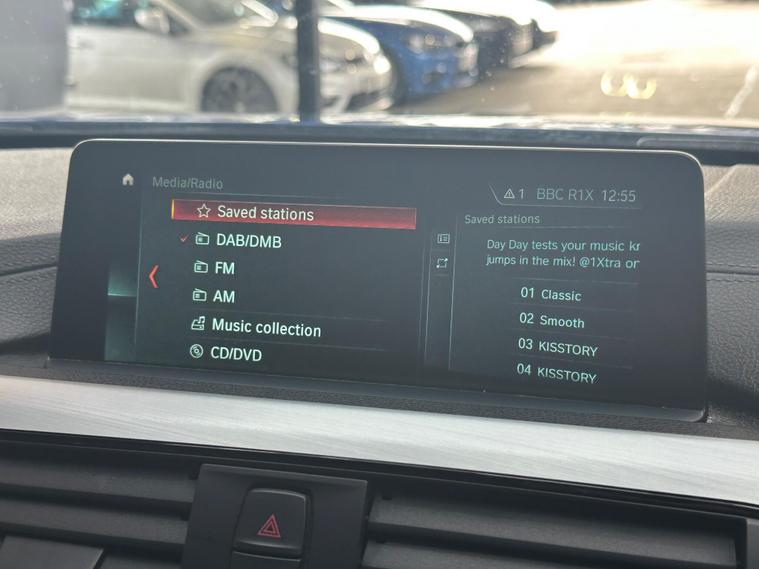 Media/Radio
1 BBC R1X 12:55
Saved stations
DAB/DMB
FM
AM
Music collection
CD/DVD
Saved stations
Day Day tests your music kr
jumps in the mix! @1Xtra or
01 Classic
02 Smooth
03 KISSTORY
04 KISSTORY